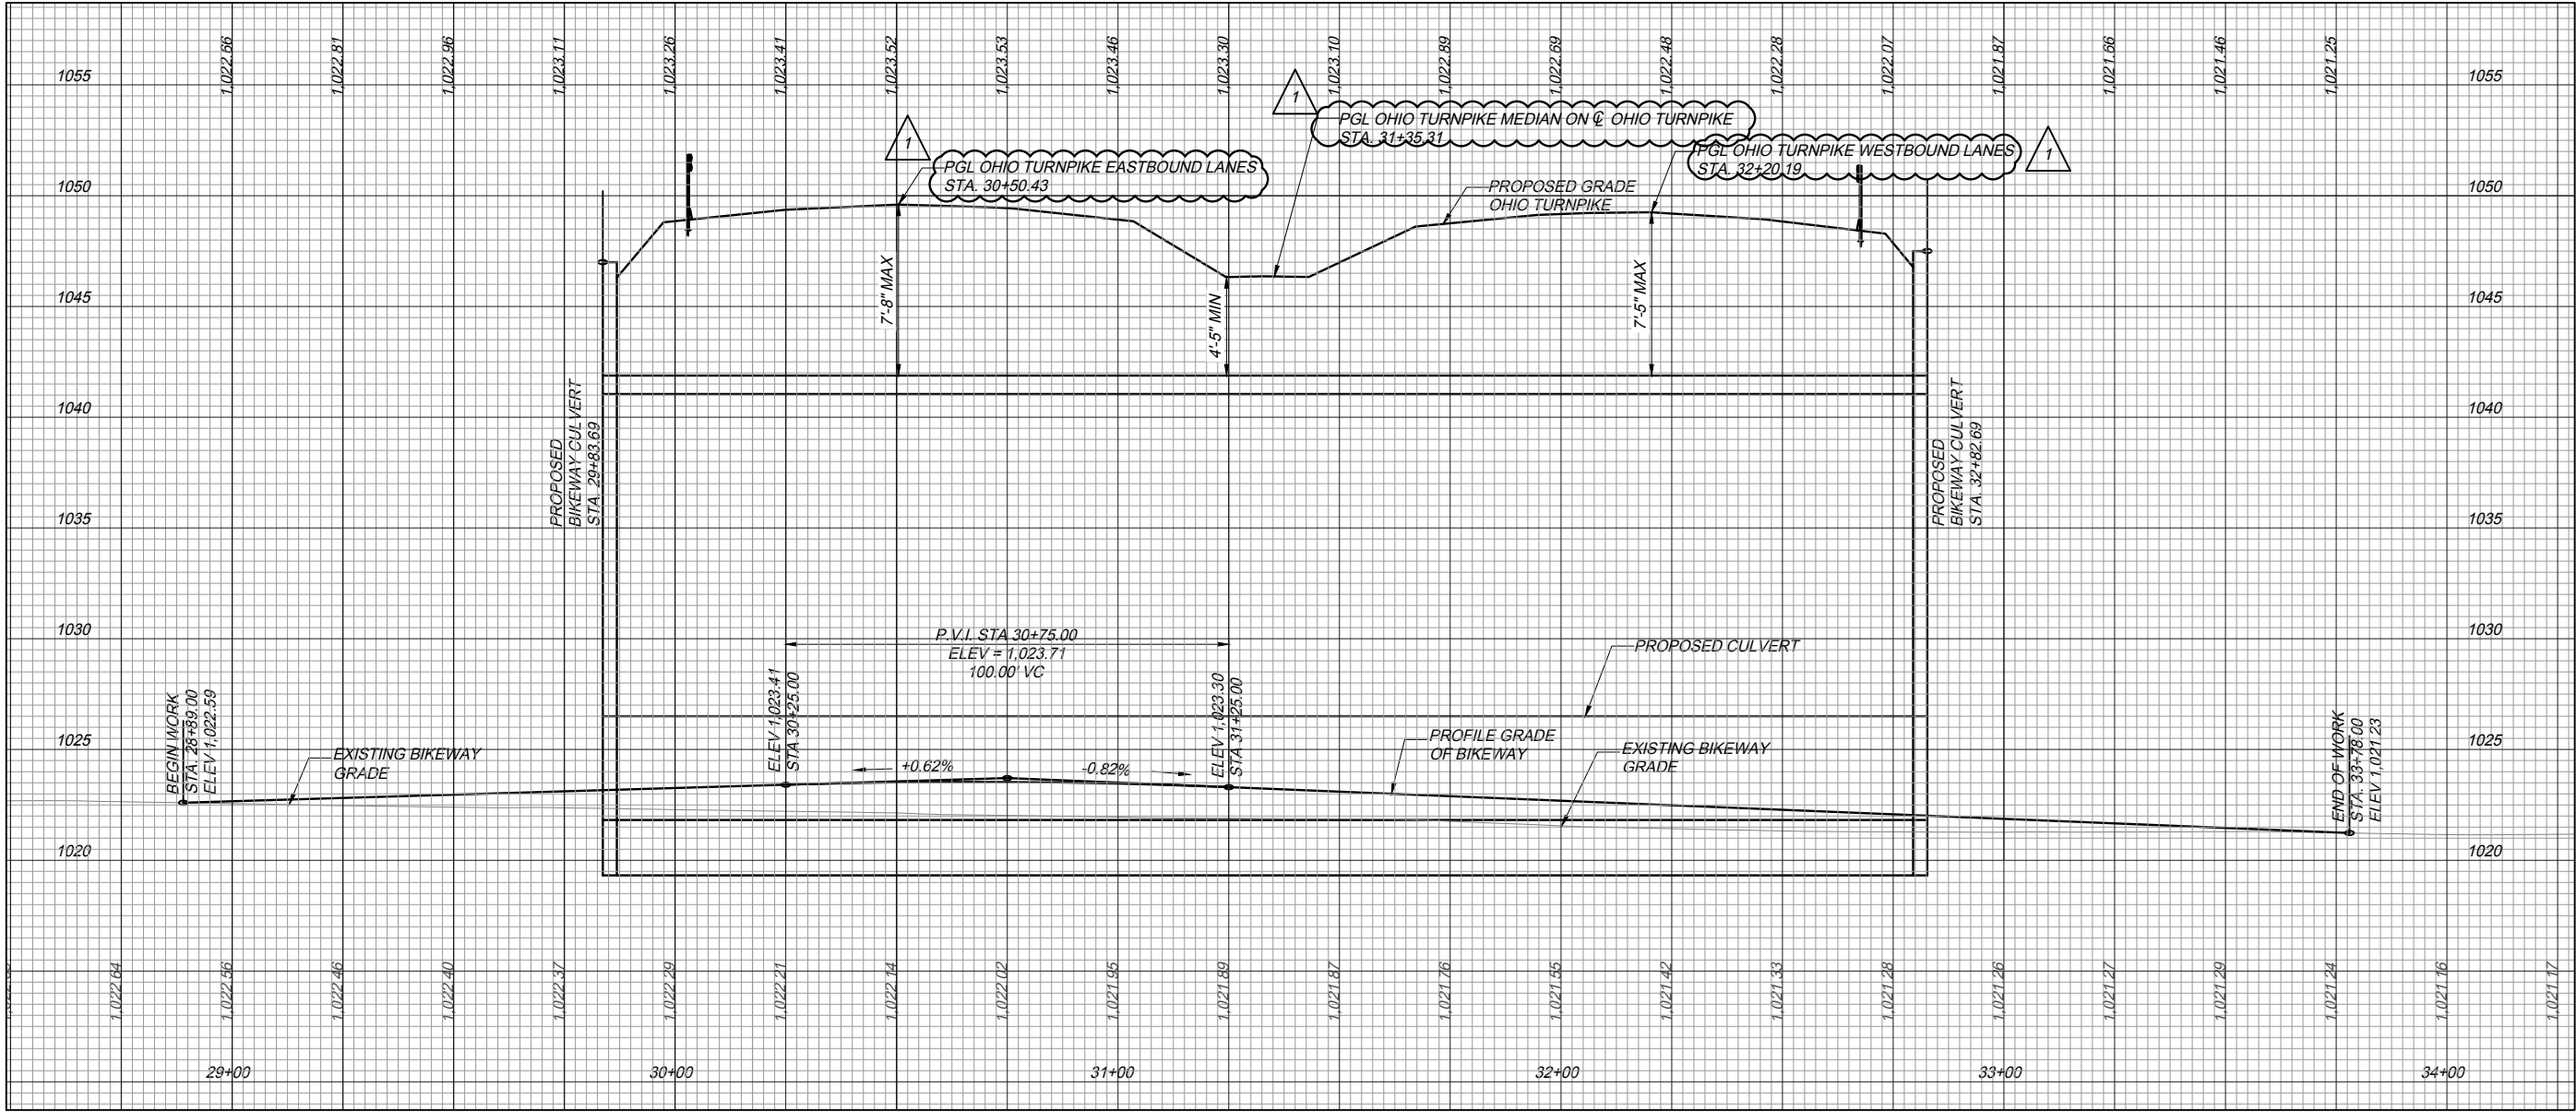 1,022.66
1,022.81
1,022.96
1,023.11
1,023.26
1,023.41
1,023.52
1,023.53
1,023.46
1,023.30
1,023.10
1,022.89
1,022.69
1,022.48
1,022.28
1,022.07
1,021.87
1,021.66
1,021.46
1,021.25
1055
1055
1
PGL OHIO TURNPIKE MEDIAN ON ℄ OHIO TURNPIKE
STA. 31+35.31
1
PGL OHIO TURNPIKE EASTBOUND LANES
STA. 30+50.43
PGL OHIO TURNPIKE WESTBOUND LANES
STA. 32+20.19
1
1050
1050
PROPOSED GRADE
OHIO TURNPIKE
7'-8" MAX
4'-5" MIN
7'-5" MAX
1045
1045
1040
1040
PROPOSED
BIKEWAY CULVERT
STA. 29+83.69
PROPOSED
BIKEWAY CULVERT
STA. 32+82.69
1035
1035
1030
1030
P.V.I. STA 30+75.00
ELEV = 1,023.71
100.00' VC
PROPOSED CULVERT
BEGIN WORK
STA. 28+89.00
ELEV 1,022.59
EXISTING BIKEWAY
GRADE
ELEV 1,023.41
STA 30+25.00
+0.62%
-0.82%
ELEV 1,023.30
STA 31+25.00
PROFILE GRADE
OF BIKEWAY
EXISTING BIKEWAY
GRADE
END OF WORK
STA. 33+78.00
ELEV 1,021.23
1025
1025
1020
1020
1,022.64
1,022.56
1,022.46
1,022.40
1,022.37
1,022.29
1,022.21
1,022.14
1,022.02
1,021.95
1,021.89
1,021.87
1,021.76
1,021.55
1,021.42
1,021.33
1,021.28
1,021.26
1,021.27
1,021.29
1,021.24
1,021.16
1,021.17
29+00
30+00
31+00
32+00
33+00
34+00